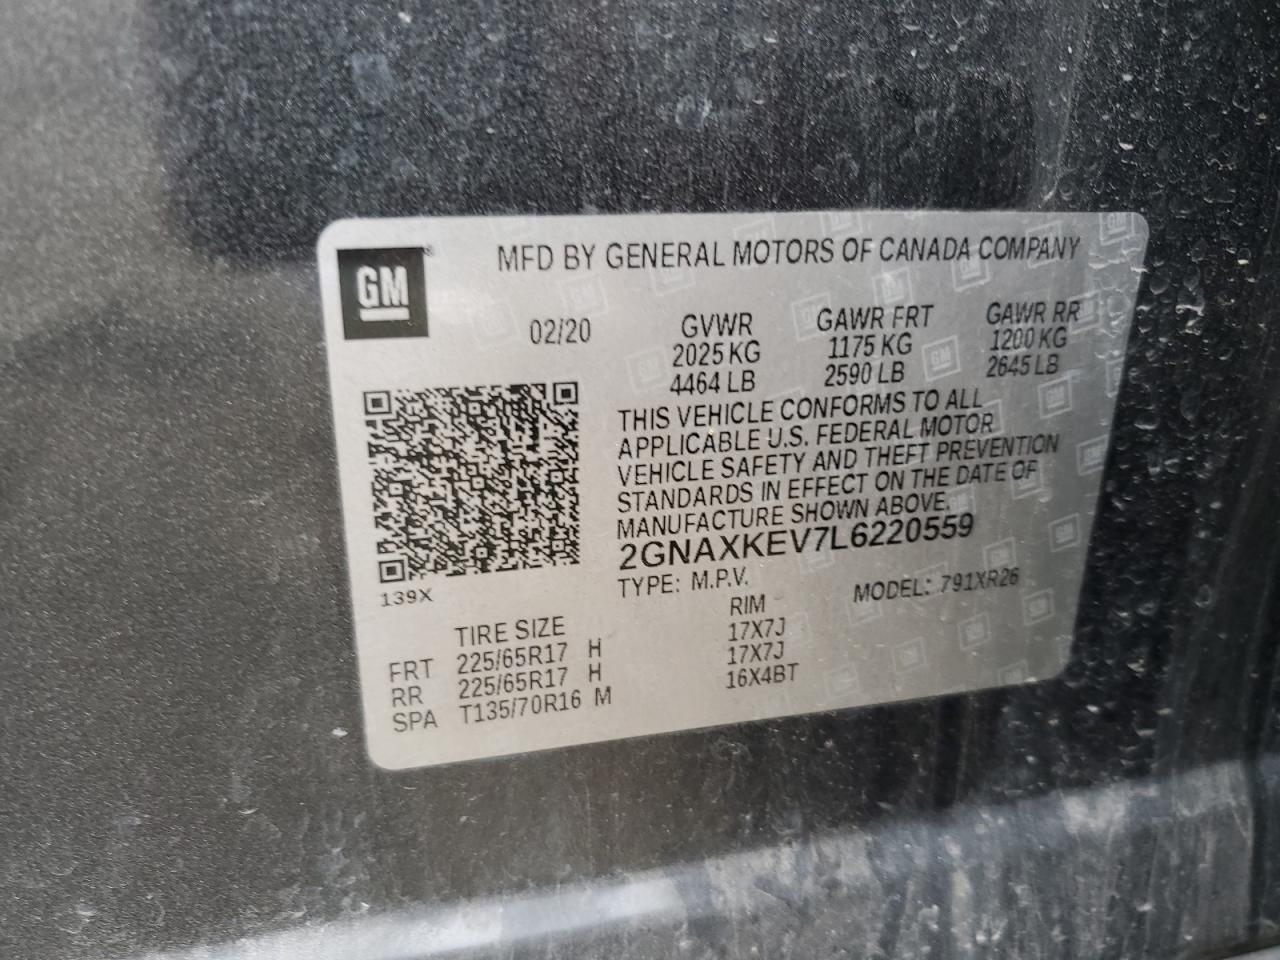 MFD BY GENERAL MOTORS OF CANADA COMPANY
GM
02/20
GVWR GAWR FRT GAWR RR
2025 KG 1175 KG 1200 KG
4464 LB 2590 LB 2645 LB
THIS VEHICLE CONFORMS TO ALL
APPLICABLE U.S. FEDERAL MOTOR
VEHICLE SAFETY AND THEFT PREVENTION
STANDARDS IN EFFECT ON THE DATE OF
MANUFACTURE SHOWN ABOVE.
2GNAXKEV7L6220559
TYPE: M.P.V. MODEL: 791XR26
139X
TIRE SIZE RIM
FRT 225/65R17 H 17X7J
RR 225/65R17 H 17X7J
SPA T135/70R16 M 16X4BT